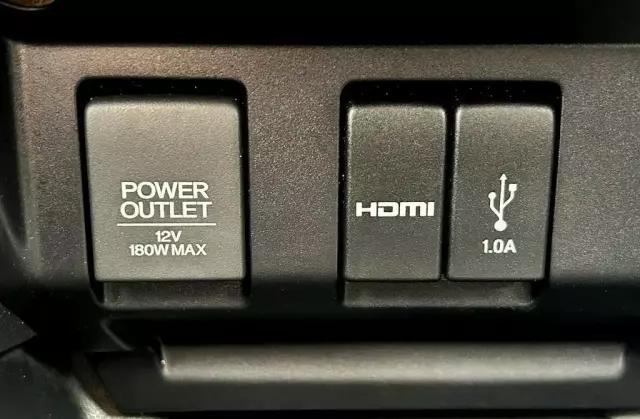 POWER
OUTLET
12V
180W MAX
HDMI
1.0A